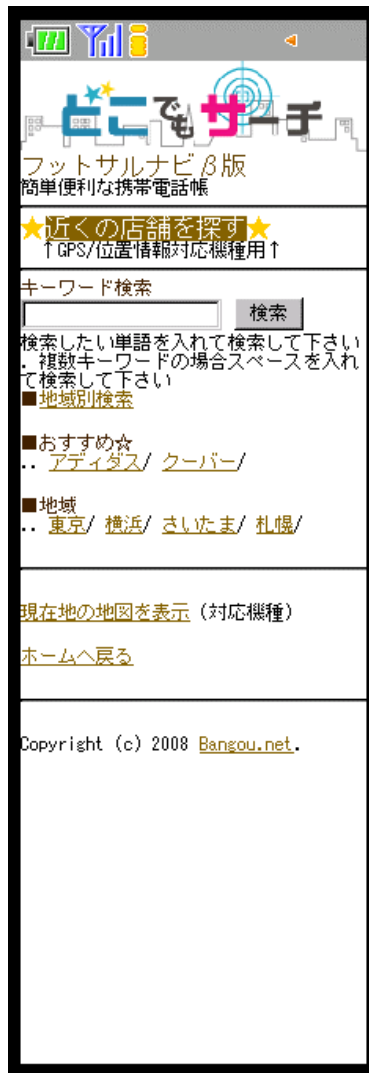 どこでもサーチ
フットサルナビβ版
簡単便利な携帯電話帳
★近くの店舗を探す★
↑GPS/位置情報対応機種用↑
キーワード検索
検索
検索したい単語を入れて検索して下さい
. 複数キーワードの場合スペースを入れ
て検索して下さい
■地域別検索
■おすすめ☆
.. アディダス/ クーバー/
■地域
.. 東京/ 横浜/ さいたま/ 札幌/
現在地の地図を表示 (対応機種)
ホームへ戻る
Copyright (c) 2008 Bangou.net.